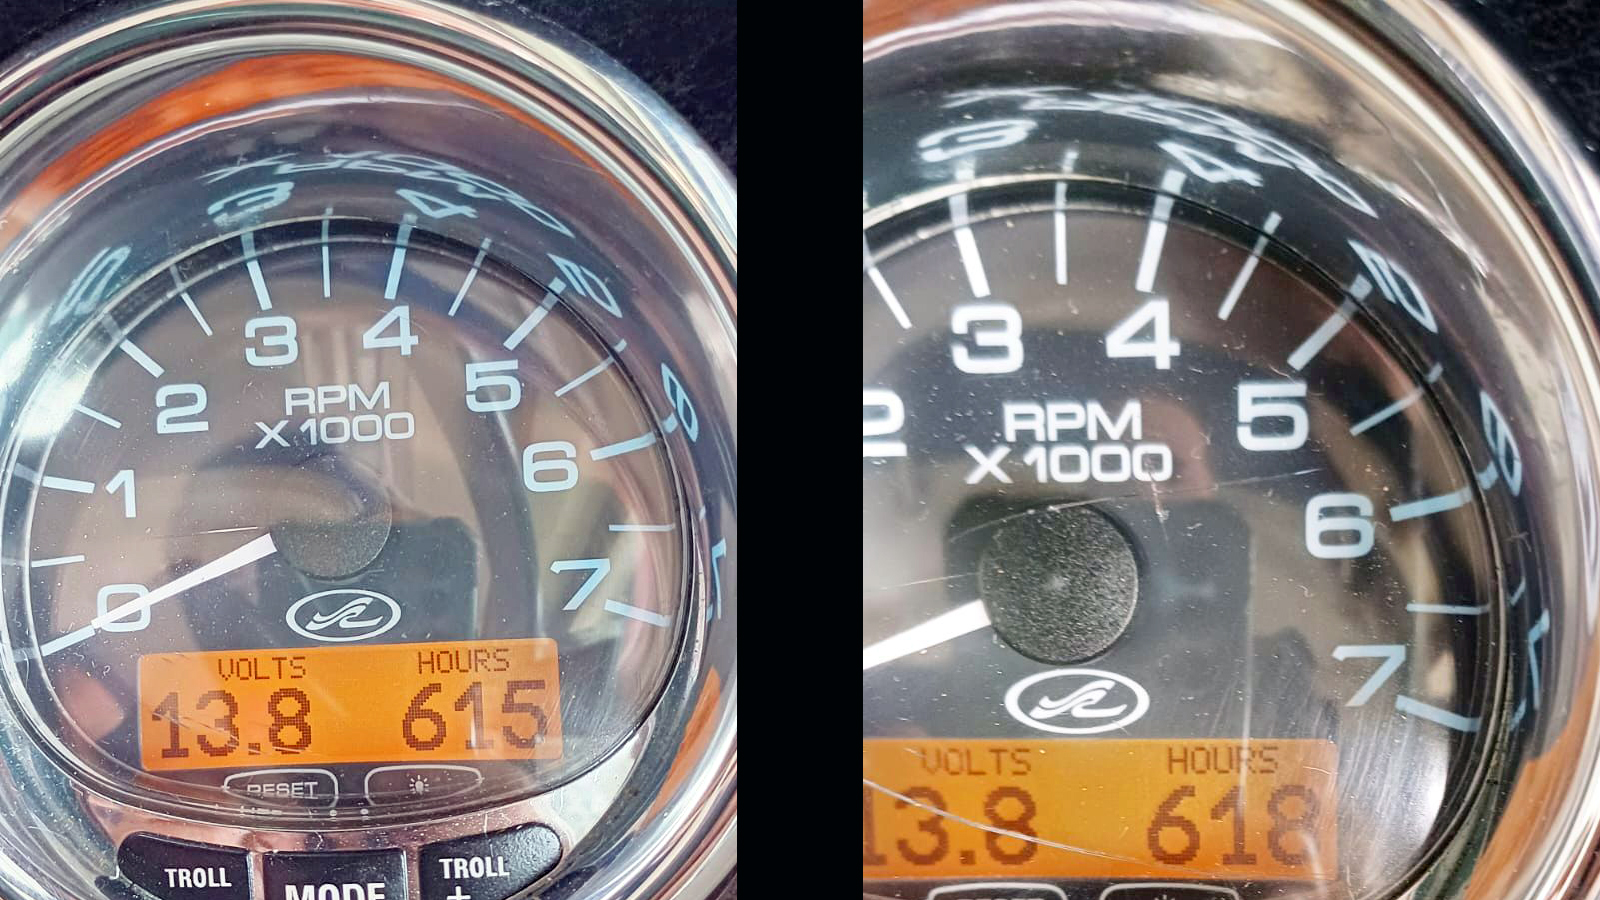 3 4
2 5
RPM
X1000
1 6
0 7
VOLTS HOURS
13.8 615
RESET
TROLL MODE TROLL
+
3 4
2 5
RPM
X1000
6
7
VOLTS HOURS
13.8 618
RESET